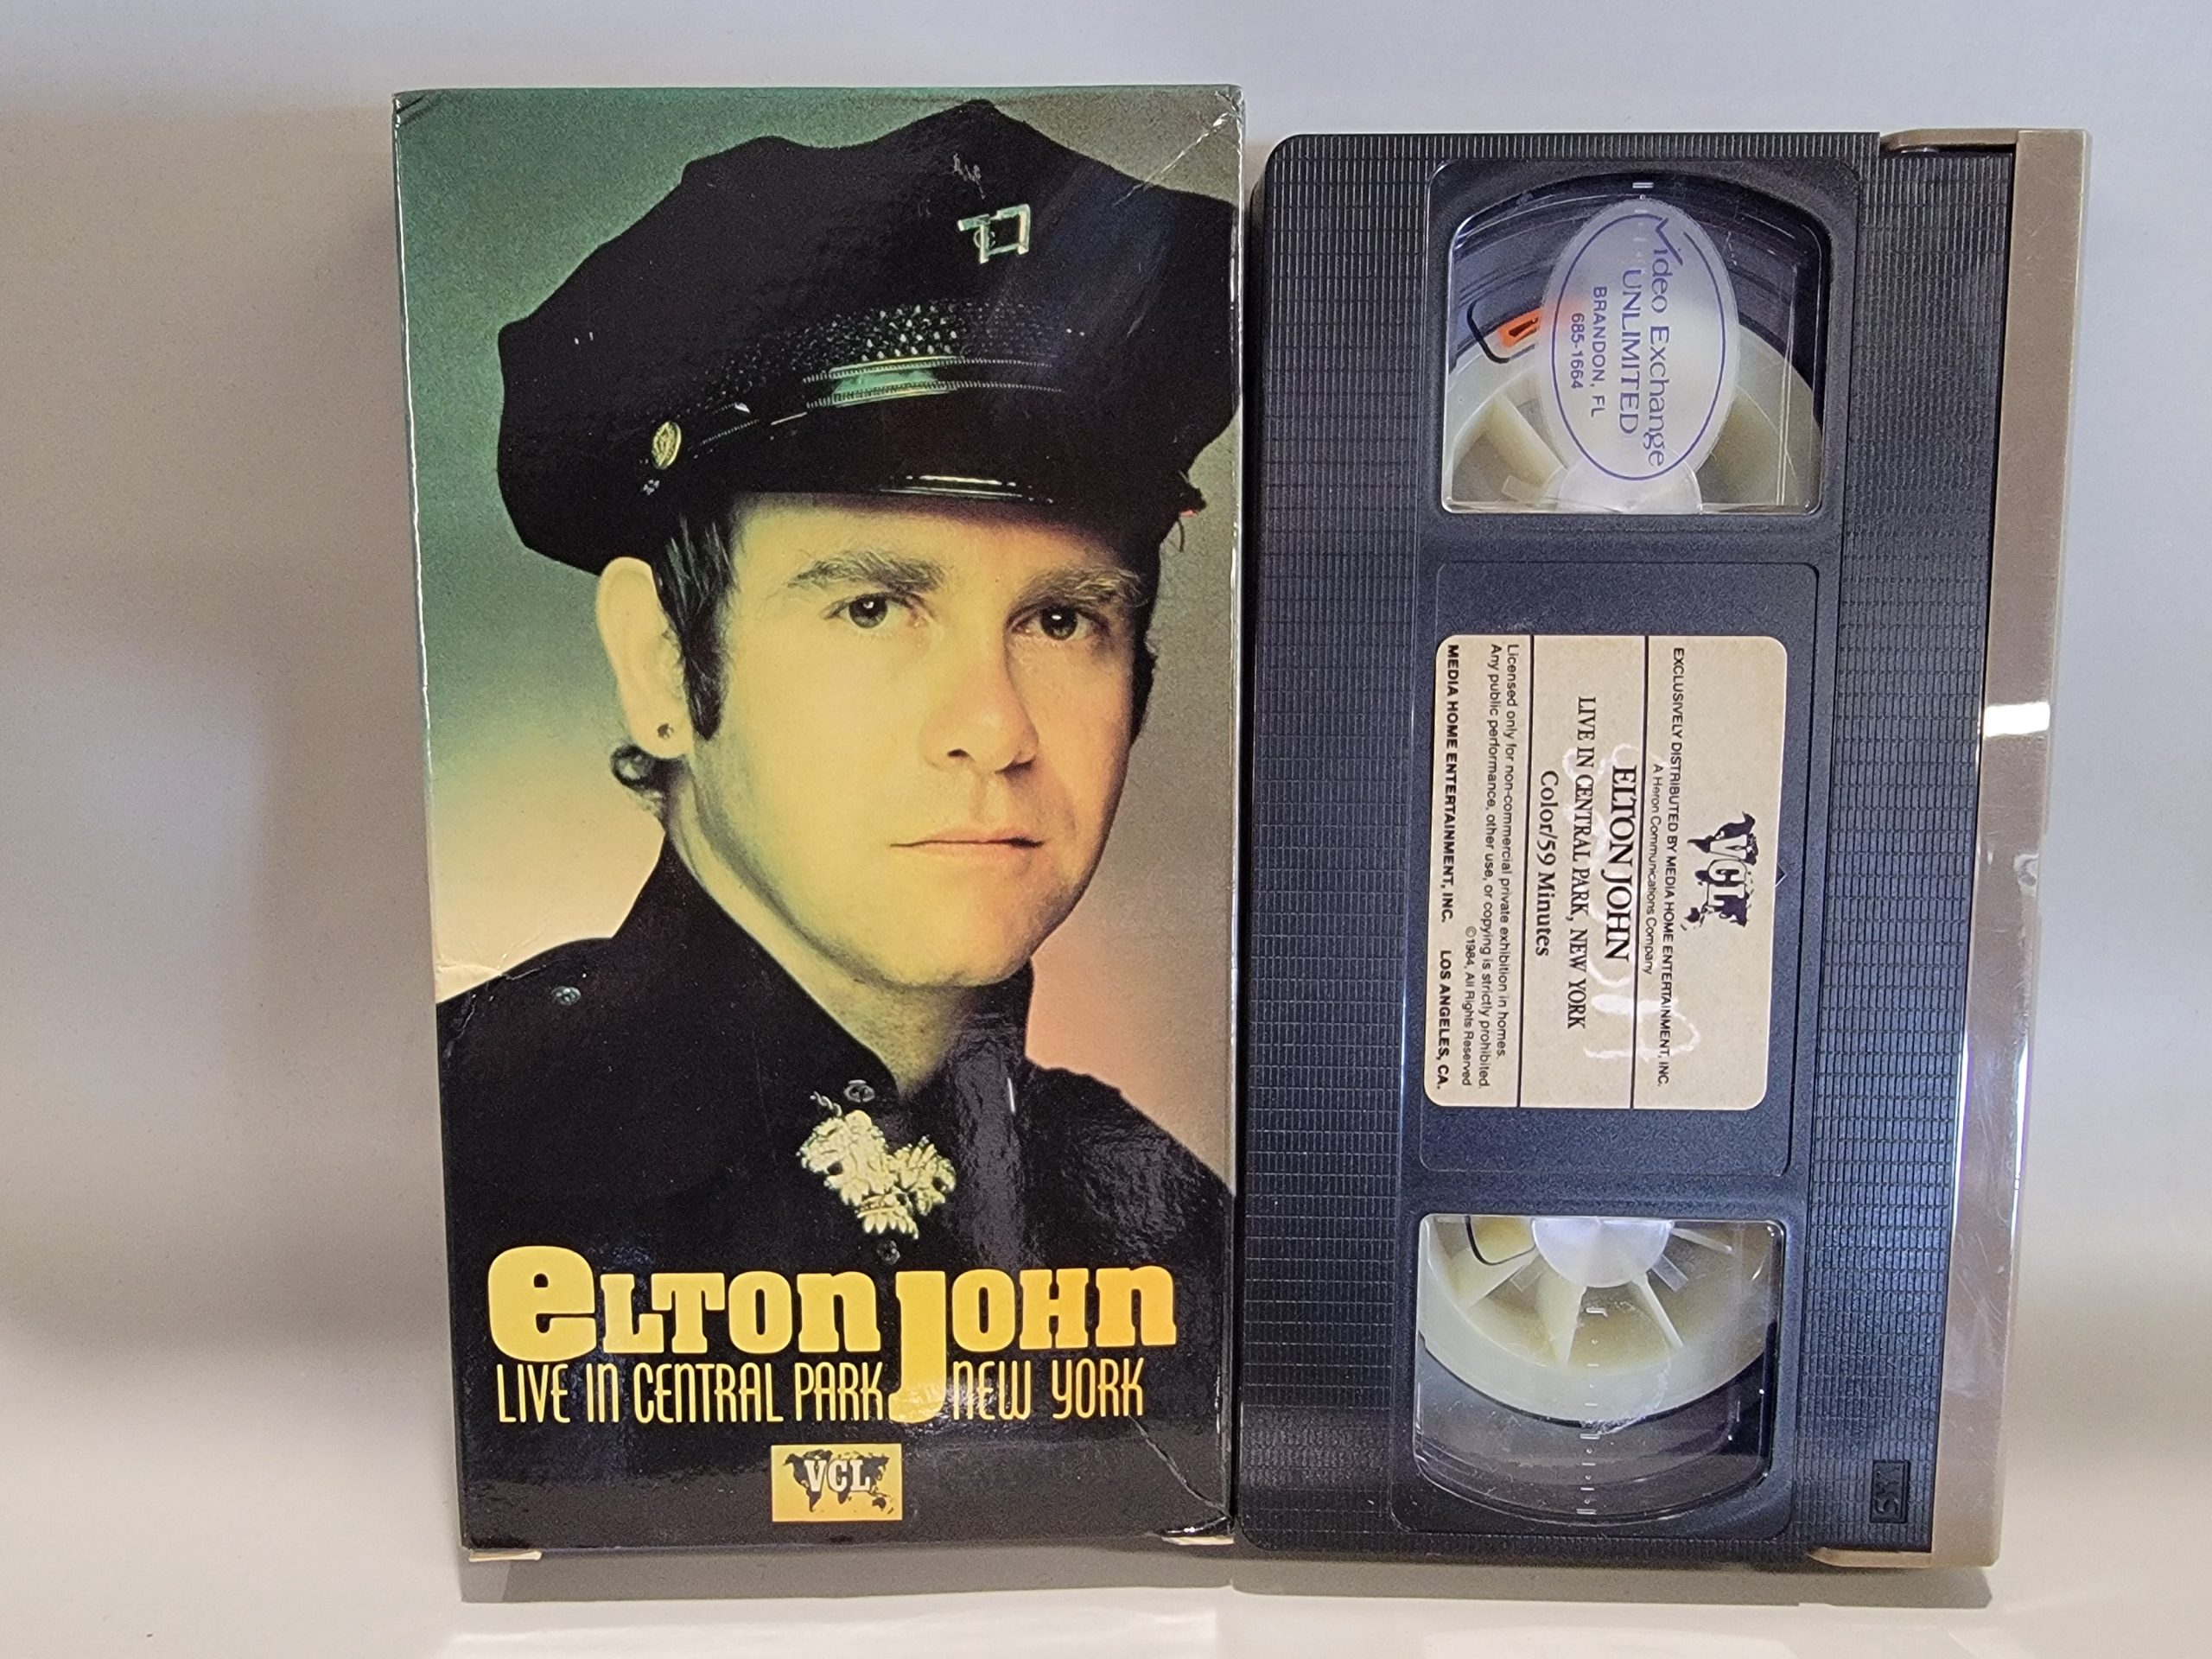 eLTON JOHN
LIVE IN CENTRAL PARK NEW YORK
VCL
Video Exchange
UNLIMITED
BRANDON, FL
685-1664
VCL
EXCLUSIVELY DISTRIBUTED BY MEDIA HOME ENTERTAINMENT, INC.
A Heron Communications Company
ELTON JOHN
LIVE IN CENTRAL PARK, NEW YORK
Color/59 Minutes
Licensed only for non-commercial private exhibition in homes.
Any public performance, other use, or copying is strictly prohibited.
©1984, All Rights Reserved
MEDIA HOME ENTERTAINMENT, INC. LOS ANGELES, CA.